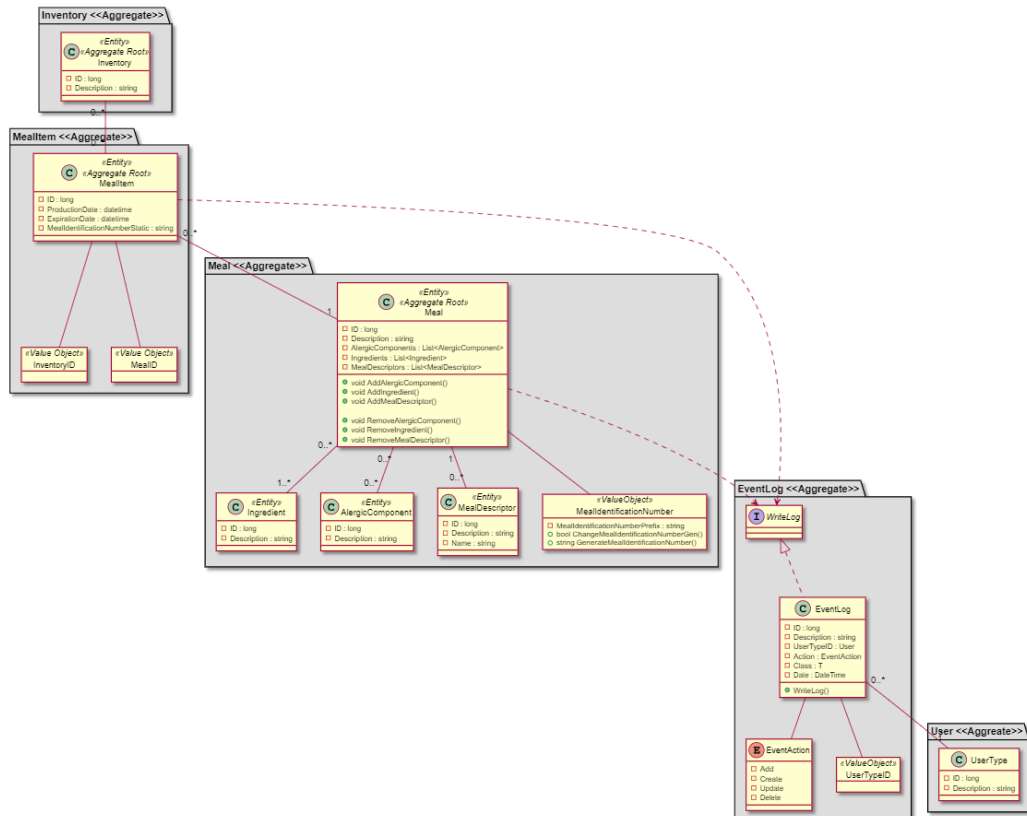 Inventory <<Aggregate>>
C
«Entity»
«Aggregate Root»
Inventory
ID : long
Description : string
0..*
0..*
MealItem <<Aggregate>>
C
«Entity»
«Aggregate Root»
MealItem
ID : long
ProductionDate : datetime
ExpirationDate : datetime
MealIdentificationNumberStatic : string
0..*
1
«Value Object»
InventoryID
«Value Object»
MealID
Meal <<Aggregate>>
C
«Entity»
«Aggregate Root»
Meal
ID : long
Description : string
AlergicComponents : List<AlergicComponent>
Ingredients : List<Ingredient>
MealDescriptors : List<MealDescriptor>
void AddAlergicComponent()
void AddIngredient()
void AddMealDescriptor()
void RemoveAlergicComponent()
void RemoveIngredient()
void RemoveMealDescriptor()
0..*
0..*
1
1..*
0..*
0..*
C
«Entity»
Ingredient
ID : long
Description : string
C
«Entity»
AlergicComponent
ID : long
Description : string
C
«Entity»
MealDescriptor
ID : long
Description : string
Name : string
«ValueObject»
MealIdentificationNumber
MealIdentificationNumberPrefix : string
bool ChangeMealIdentificationNumberGen()
string GenerateMealIdentificationNumber()
EventLog <<Aggregate>>
I
WriteLog
C
EventLog
ID : long
Description : string
UserTypeID : User
Action : EventAction
Class : T
Date : DateTime
WriteLog()
0..*
E
EventAction
Add
Create
Update
Delete
«ValueObject»
UserTypeID
User <<Aggreate>>
C
UserType
ID : long
Description : string